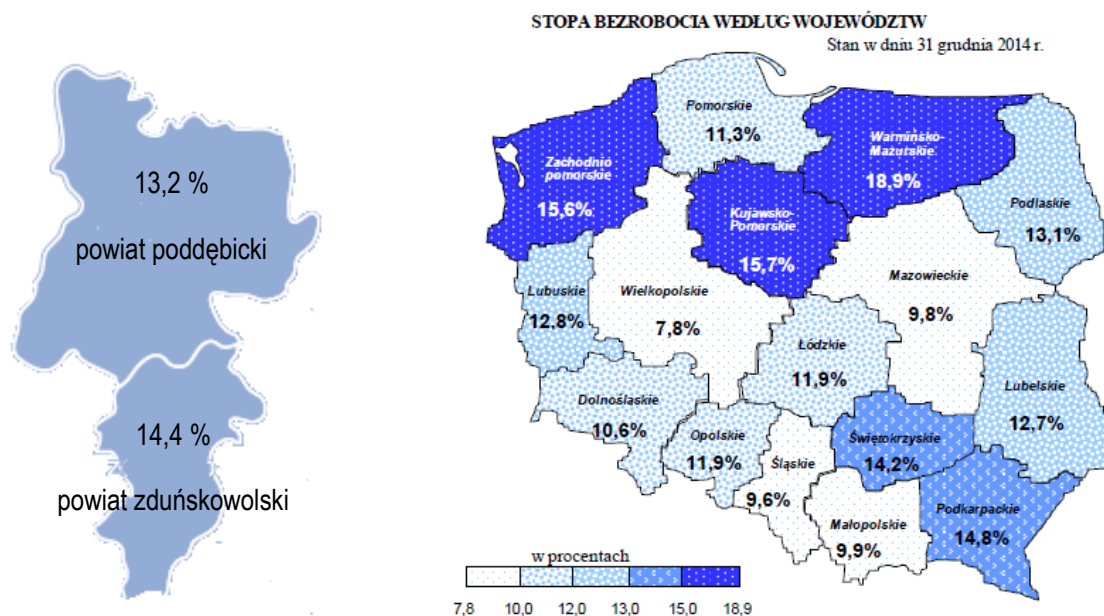 13,2 %
powiat poddębicki
14,4 %
powiat zduńskowolski
STOPA BEZROBOCIA WEDŁUG WOJEWÓDZTW
Stan w dniu 31 grudnia 2014 r.
Pomorskie
11,3%
Warmińsko-
Mazurskie
18,9%
Zachodnio
pomorskie
15,6%
Kujawsko-
Pomorskie
15,7%
Podlaskie
13,1%
Lubuskie
12.8%
Wielkopolskie
7,8%
Mazowieckie
9,8%
Łódzkie
11,9%
Lubelskie
12,7%
Dolnośląskie
10,6%
Opolskie
11,9%
Śląskie
9,6%
Świętokrzyskie
14,2%
Małopolskie
9,9%
Podkarpackie
14,8%
w procentach
7,8 10,0 12,0 13,0 15,0 18,9